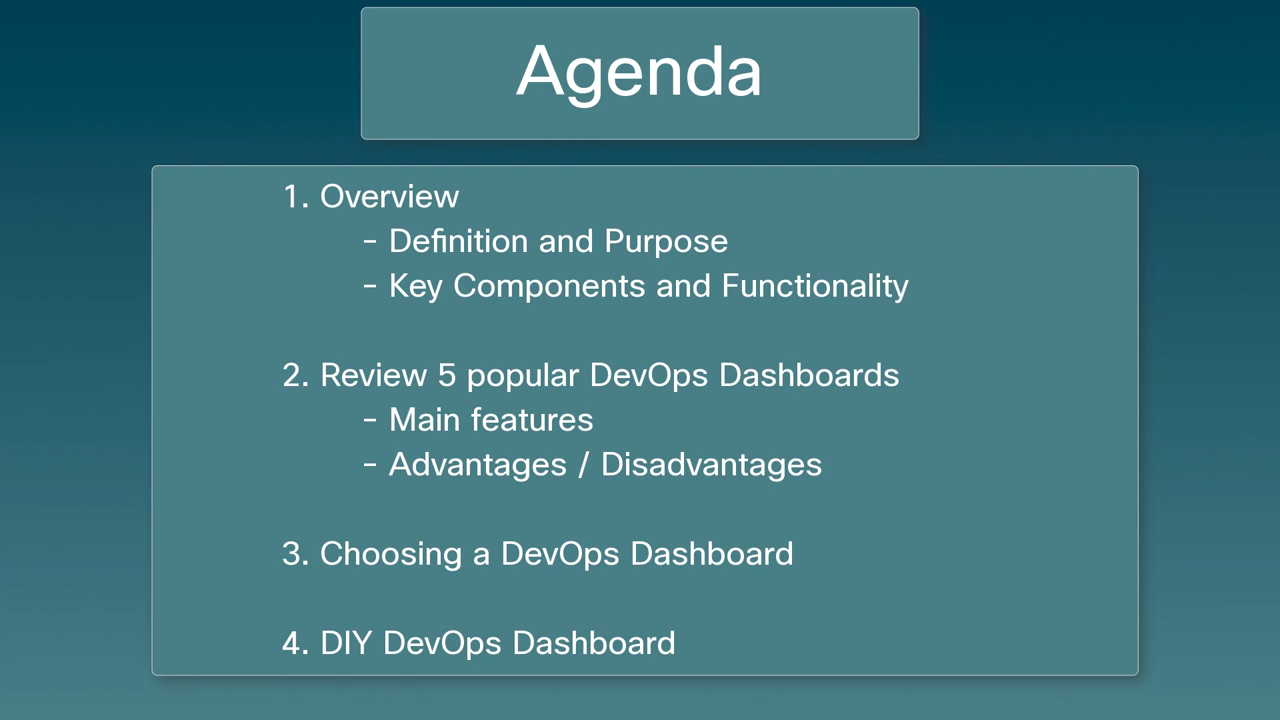 Agenda
1. Overview
- Definition and Purpose
- Key Components and Functionality
2. Review 5 popular DevOps Dashboards
- Main features
- Advantages / Disadvantages
3. Choosing a DevOps Dashboard
4. DIY DevOps Dashboard